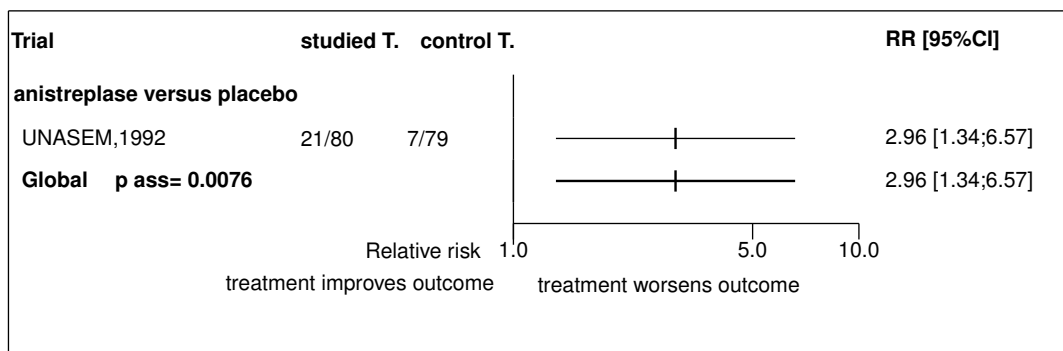 Trial studied T. control T. RR [95%CI]
anistreplase versus placebo
UNASEM,1992 21/80 7/79 2.96 [1.34;6.57]
Global p ass= 0.0076 2.96 [1.34;6.57]
Relative risk 1.0 5.0 10.0
treatment improves outcome treatment worsens outcome